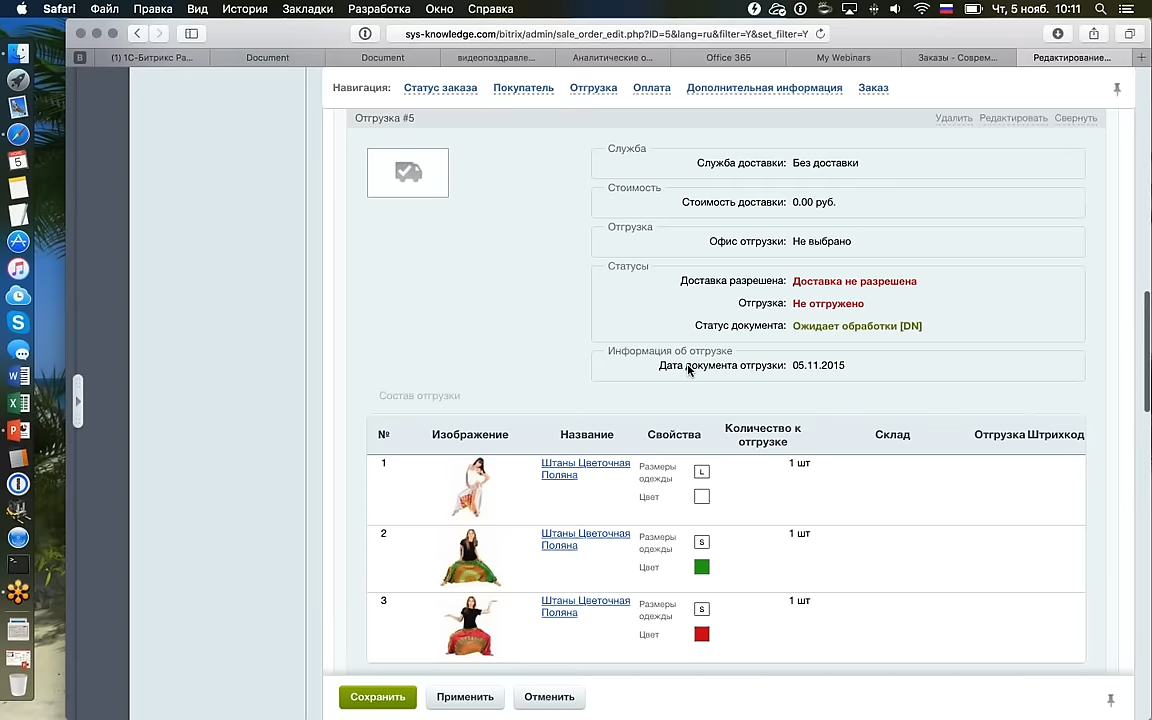 Safari Файл Правка Вид История Закладки Разработка Окно Справка Чт, 5 нояб. 10:11
sys-knowledge.com/bitrix/admin/sale_order_edit.php?ID=5&lang=ru&filter=Y&set_filter=Y
(1) 1С-Битрикс Ра... Document Document видеопоздравле... Аналитические о... Office 365 My Webinars Заказы - Соврем... Редактирование...
Навигация: Статус заказа Покупатель Отгрузка Оплата Дополнительная информация Заказ
Отгрузка #5 Удалить Редактировать Свернуть
Служба
Служба доставки: Без доставки
Стоимость
Стоимость доставки: 0.00 руб.
Отгрузка
Офис отгрузки: Не выбрано
Статусы
Доставка разрешена: Доставка не разрешена
Отгрузка: Не отгружено
Статус документа: Ожидает обработки [DN]
Информация об отгрузке
Дата документа отгрузки: 05.11.2015
Состав отгрузки
№ Изображение Название Свойства Количество к отгрузке Склад Отгрузка Штрихкод
1 Штаны Цветочная Поляна Размеры одежды L 1 шт
Цвет
2 Штаны Цветочная Поляна Размеры одежды S 1 шт
Цвет
3 Штаны Цветочная Поляна Размеры одежды S 1 шт
Цвет
Сохранить Применить Отменить